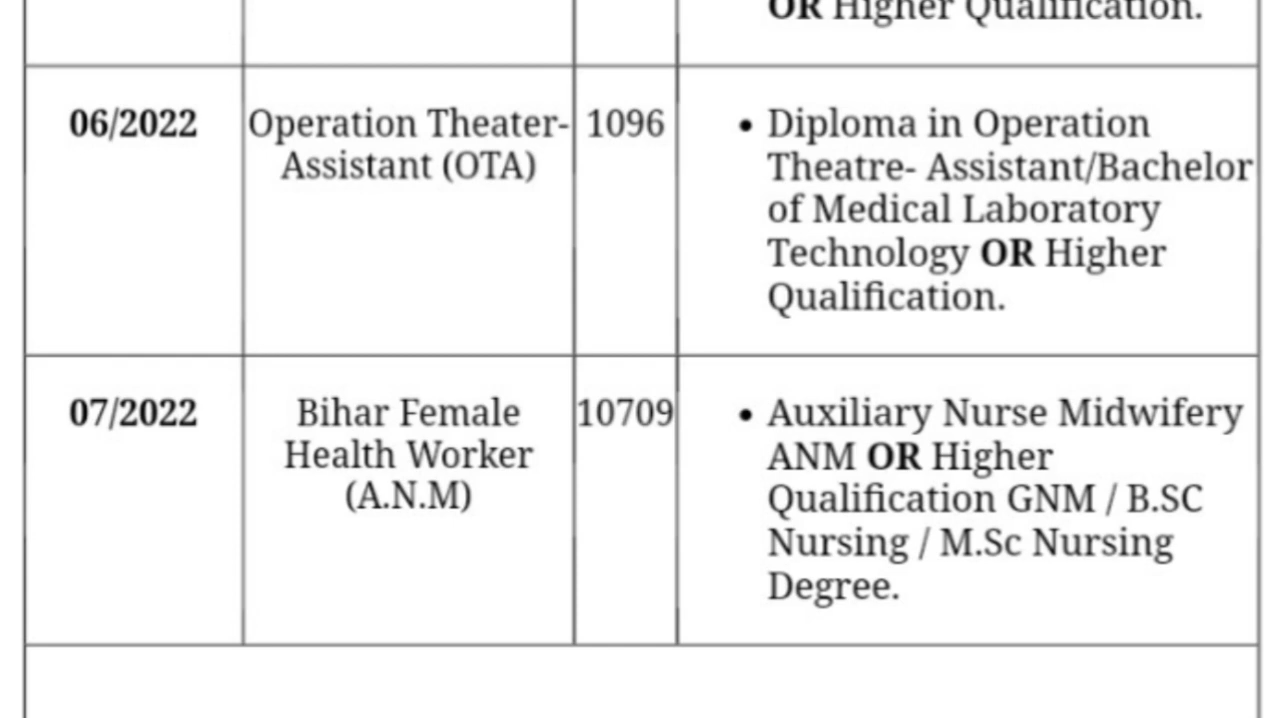 OR Higher Qualification.
06/2022
Operation Theater-
Assistant (OTA)
1096
• Diploma in Operation
Theatre- Assistant/Bachelor
of Medical Laboratory
Technology OR Higher
Qualification.
07/2022
Bihar Female
Health Worker
(A.N.M)
10709
• Auxiliary Nurse Midwifery
ANM OR Higher
Qualification GNM / B.SC
Nursing / M.Sc Nursing
Degree.